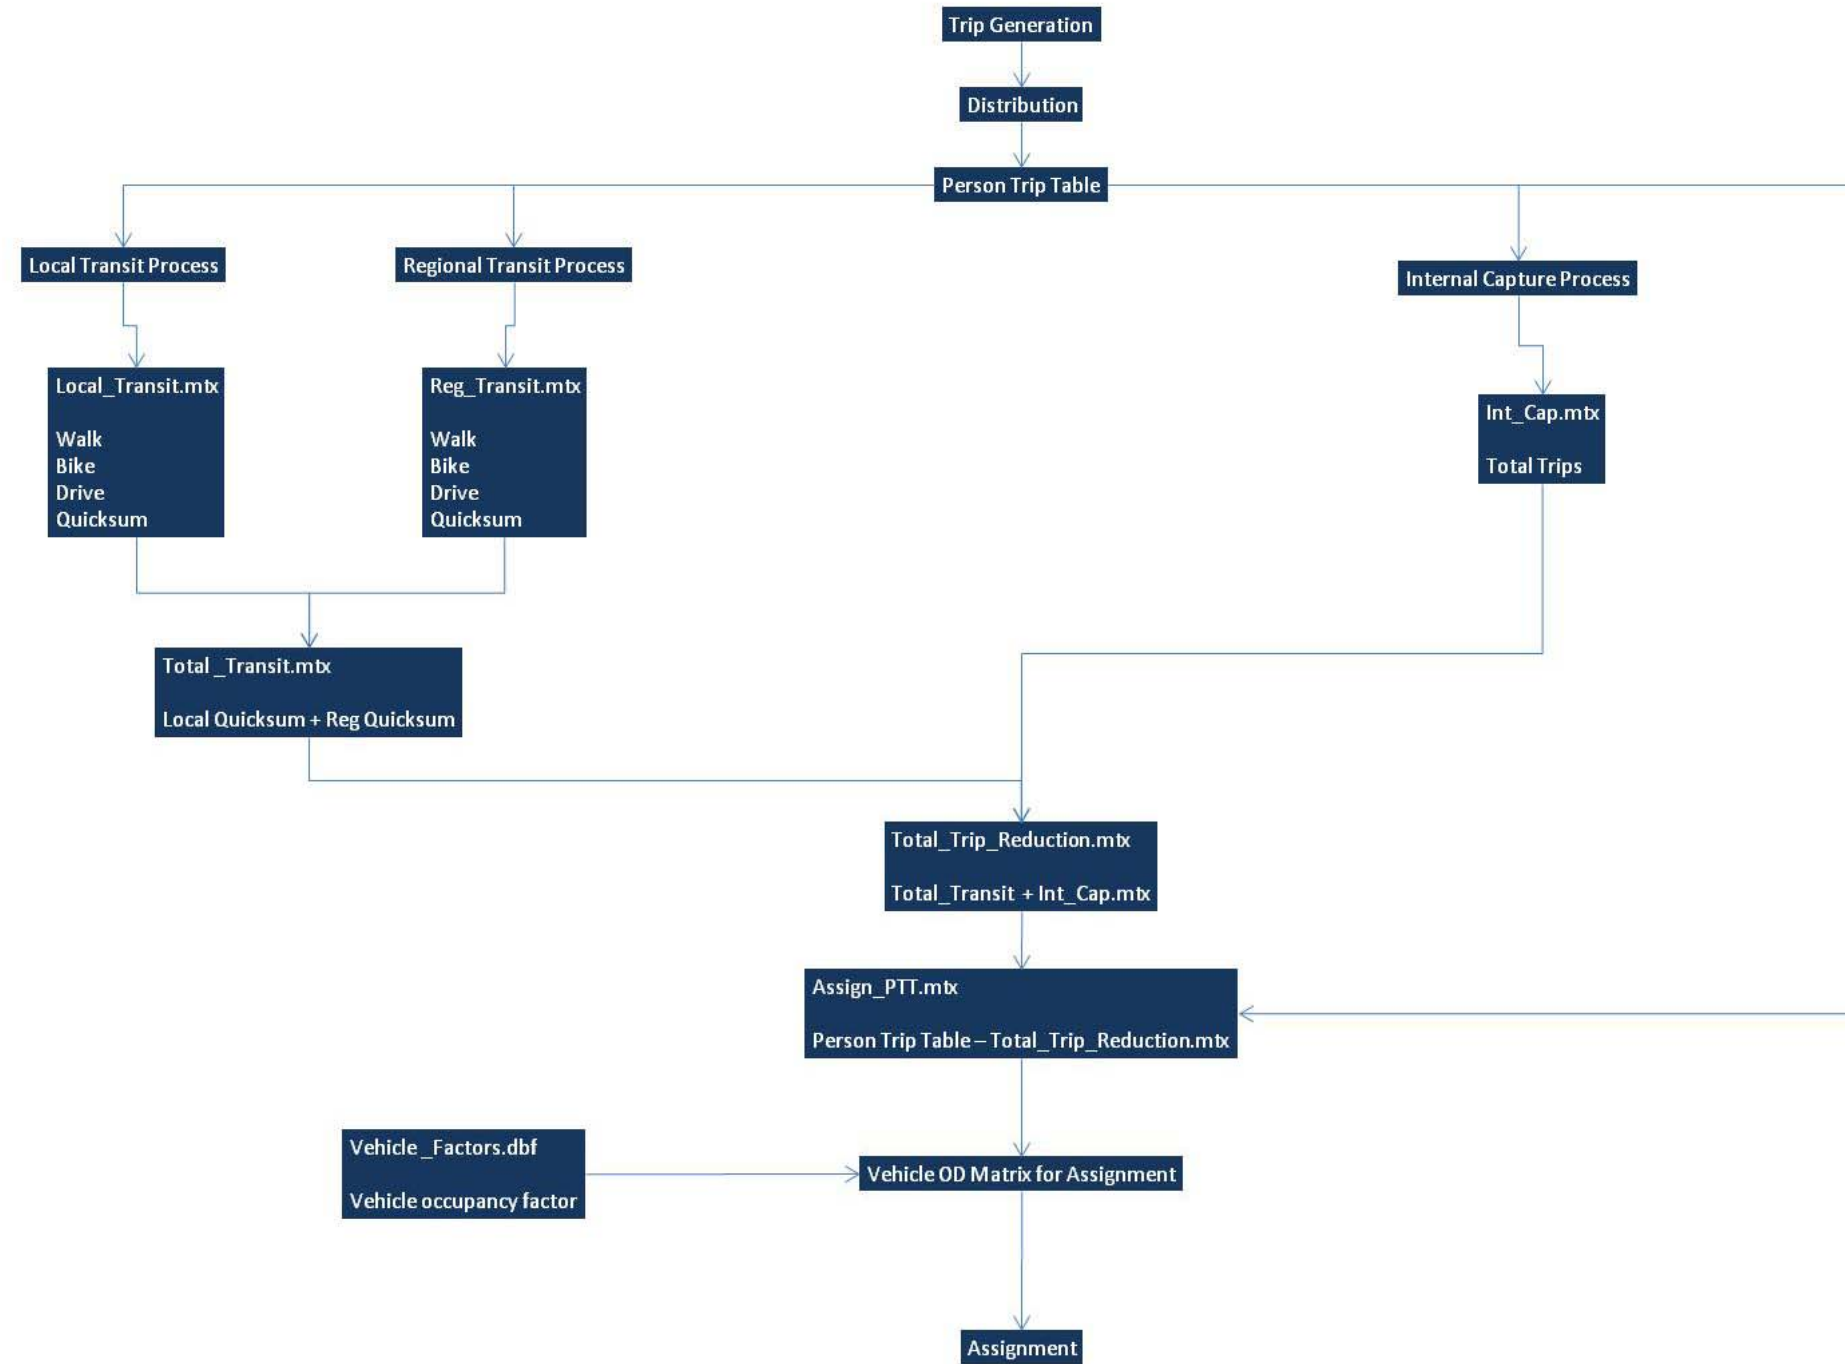 Trip Generation
Distribution
Person Trip Table
Local Transit Process
Regional Transit Process
Internal Capture Process
Local_Transit.mtx
Walk
Bike
Drive
Quicksum
Reg_Transit.mtx
Walk
Bike
Drive
Quicksum
Int_Cap.mtx
Total Trips
Total _Transit.mtx
Local Quicksum + Reg Quicksum
Total_Trip_Reduction.mtx
Total_Transit + Int_Cap.mtx
Assign_PTT.mtx
Person Trip Table – Total_Trip_Reduction.mtx
Vehicle _Factors.dbf
Vehicle occupancy factor
Vehicle OD Matrix for Assignment
Assignment